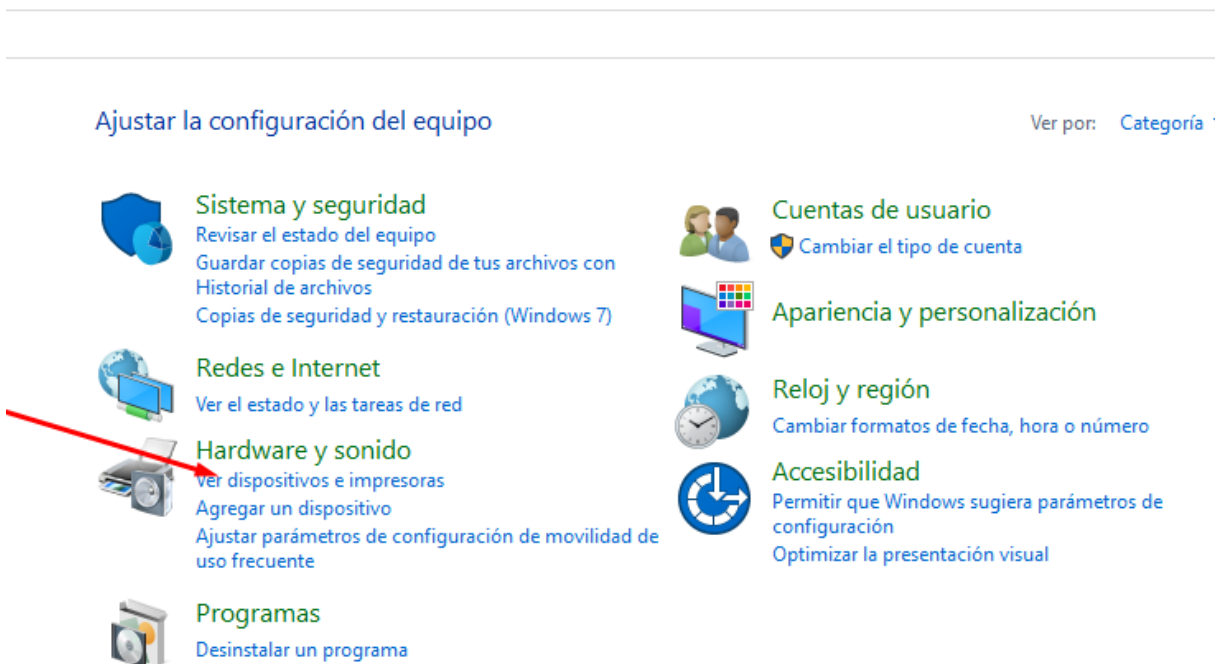 Ajustar la configuración del equipo
Ver por: Categoría
Sistema y seguridad
Revisar el estado del equipo
Guardar copias de seguridad de tus archivos con
Historial de archivos
Copias de seguridad y restauración (Windows 7)
Redes e Internet
Ver el estado y las tareas de red
Hardware y sonido
Ver dispositivos e impresoras
Agregar un dispositivo
Ajustar parámetros de configuración de movilidad de
uso frecuente
Programas
Desinstalar un programa
Cuentas de usuario
Cambiar el tipo de cuenta
Apariencia y personalización
Reloj y región
Cambiar formatos de fecha, hora o número
Accesibilidad
Permitir que Windows sugiera parámetros de
configuración
Optimizar la presentación visual